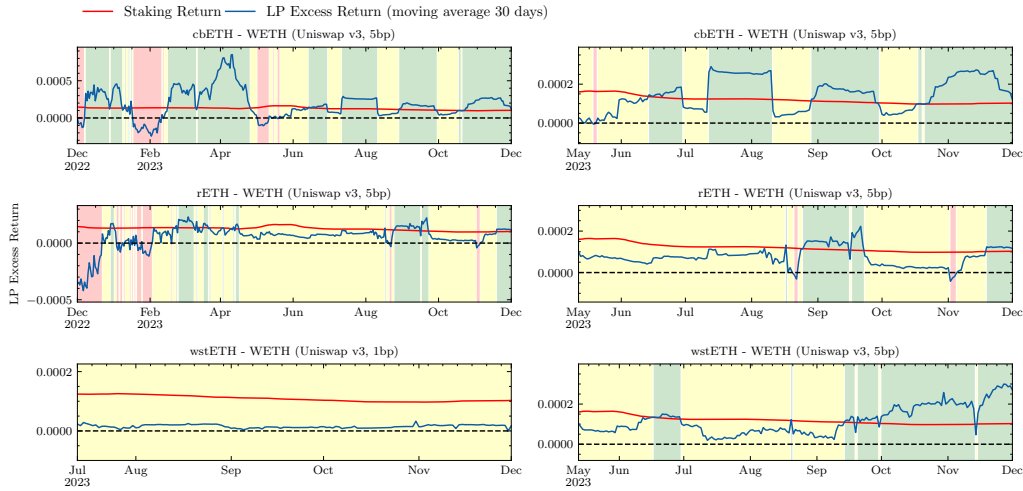 Staking Return LP Excess Return (moving average 30 days)
cbETH - WETH (Uniswap v3, 5bp) cbETH - WETH (Uniswap v3, 5bp)
0.0005
0.0000
Dec 2022 Feb 2023 Apr Jun Aug Oct Dec
0.0002
0.0000
May 2023 Jun Jul Aug Sep Oct Nov Dec
rETH - WETH (Uniswap v3, 5bp) rETH - WETH (Uniswap v3, 5bp)
LP Excess Return
0.0000
−0.0005
Dec 2022 Feb 2023 Apr Jun Aug Oct Dec
0.0002
0.0000
May 2023 Jun Jul Aug Sep Oct Nov Dec
wstETH - WETH (Uniswap v3, 1bp) wstETH - WETH (Uniswap v3, 5bp)
0.0002
0.0000
Jul 2023 Aug Sep Oct Nov Dec
0.0002
0.0000
May 2023 Jun Jul Aug Sep Oct Nov Dec